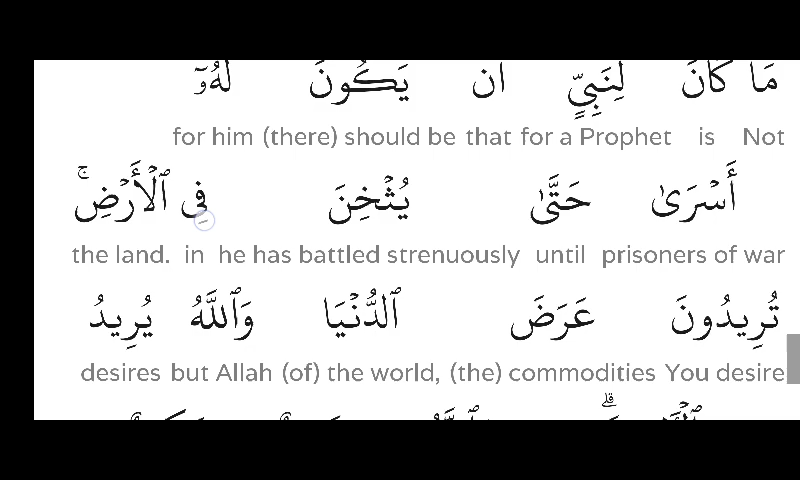 مَا كَانَ لِنَبِيٍّ أَن يَكُونَ لَهُۥٓ
for him (there) should be that for a Prophet is Not
أَسْرَىٰ حَتَّىٰ يُثْخِنَ فِى ٱلْأَرْضِ ۚ
the land. in he has battled strenuously until prisoners of war
تُرِيدُونَ عَرَضَ ٱلدُّنْيَا وَٱللَّهُ يُرِيدُ
desires but Allah (of) the world, (the) commodities You desire